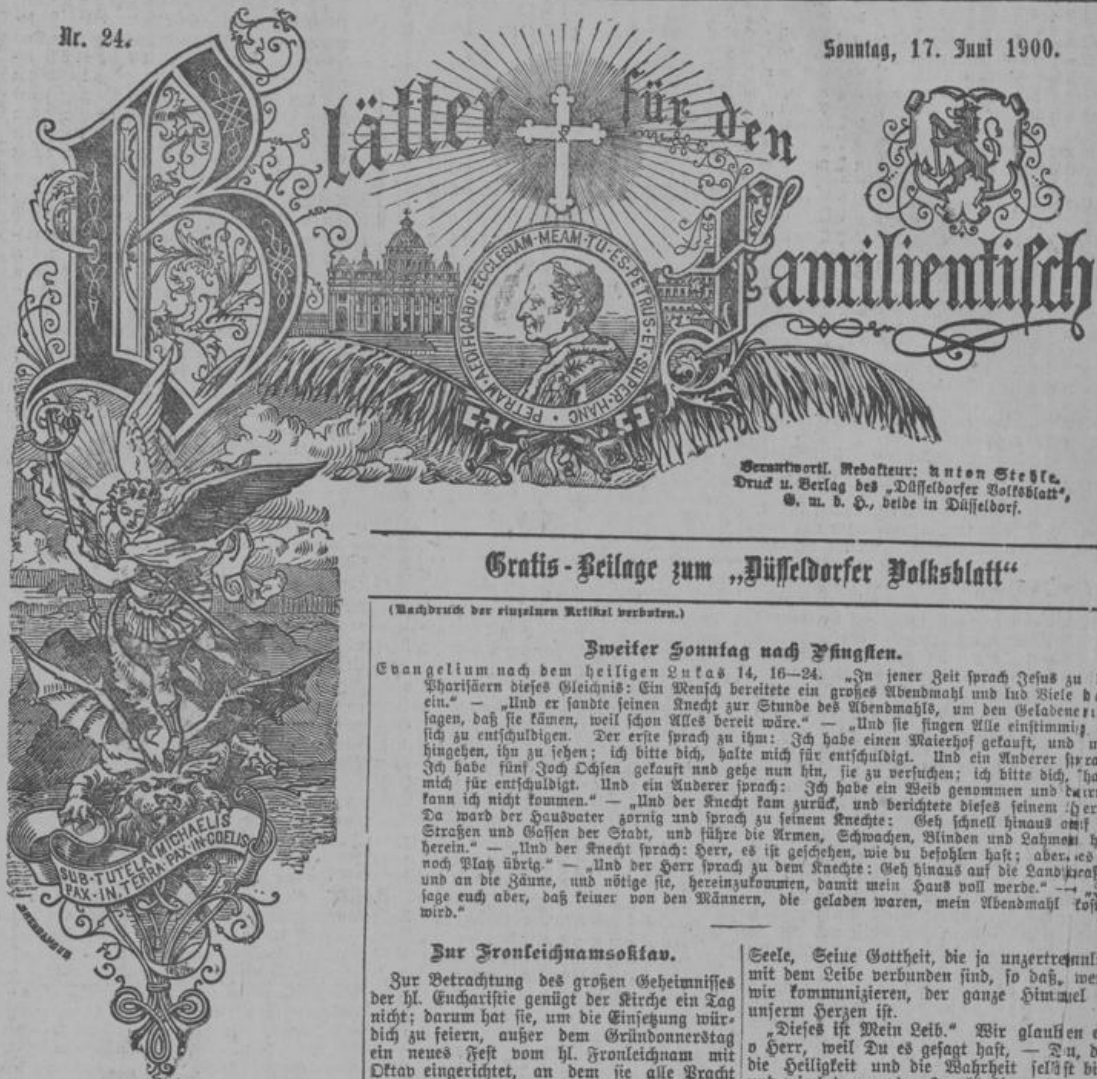 Nr. 24.
Sonntag, 17. Juni 1900.
Blätter für den
Familientisch
PETRAM·AEDIFICABO·ECCLESIAM·MEAM·TU·ES·PETRUS·ET·SUPER·HANC
Verantwortl. Redakteur: Anton Stehle.
Druck u. Verlag des „Düsseldorfer Volksblatt“,
G. m. b. H., beide in Düsseldorf.
Gratis-Beilage zum „Düsseldorfer Volksblatt“
(Nachdruck der einzelnen Artikel verboten.)
Zweiter Sonntag nach Pfingsten.
Evangelium nach dem heiligen Lukas 14, 16—24. „In jener Zeit sprach Jesus zu
Pharisäern dieses Gleichnis: Ein Mensch bereitete ein großes Abendmahl und lud Viele
ein.“ — „Und er sandte seinen Knecht zur Stunde des Abendmahls, um den Geladenen
sagen, daß sie kämen, weil schon Alles bereit wäre.“ — „Und sie fingen Alle einstimmig
sich zu entschuldigen. Der erste sprach zu ihm: Ich habe einen Maierhof gekauft, und
hingehen, ihn zu sehen; ich bitte dich, halte mich für entschuldigt. Und ein Anderer
Ich habe fünf Joch Ochsen gekauft und gehe nun hin, sie zu versuchen; ich bitte dich,
mich für entschuldigt. Und ein Anderer sprach: Ich habe ein Weib genommen und
kann ich nicht kommen.“ — „Und der Knecht kam zurück, und berichtete dieses seinem
Da ward der Hausvater zornig und sprach zu seinem Knechte: Geh schnell hinaus auf
Straßen und Gassen der Stadt, und führe die Armen, Schwachen, Blinden und Lahmen
herein.“ — „Und der Knecht sprach: Herr, es ist geschehen, wie du befohlen hast; aber es
noch Platz übrig.“ — „Und der Herr sprach zu dem Knechte: Geh hinaus auf die
und an die Zäune, und nötige sie, hereinzukommen, damit mein Haus voll werde.“ —
sage euch aber, daß keiner von den Männern, die geladen waren, mein Abendmahl
wird.“
SUB·TUTELA·MICHAELIS
PAX·IN·TERRA·PAX·IN·COELIS
Zur Fronleichnamsoktav.
Zur Betrachtung des großen Geheimnisses
der hl. Eucharistie genügt der Kirche ein Tag
nicht; darum hat sie, um die Einsetzung wür-
dig zu feiern, außer dem Gründonnerstag
ein neues Fest vom hl. Fronleichnam mit
Oktav eingerichtet, an dem sie alle Pracht
Seele, Seine Gottheit, die ja
mit dem Leibe verbunden sind, so daß,
wir kommunizieren, der ganze Himmel
unserm Herzen ist.
„Dieses ist Mein Leib.“ Wir glauben
o Herr, weil Du es gesagt hast, — Du,
die Heiligkeit und die Wahrheit selbst